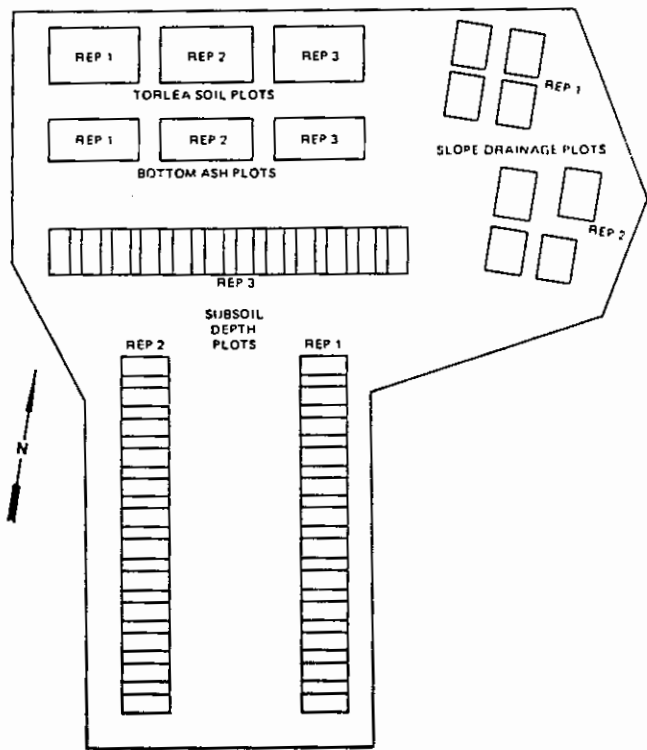 REP 1 REP 2 REP 3
TORLEA SOIL PLOTS
REP 1 REP 2 REP 3
BOTTOM ASH PLOTS
REP 1
SLOPE DRAINAGE PLOTS
REP 2
REP 3
SUBSOIL
DEPTH
PLOTS
REP 2 REP 1
N